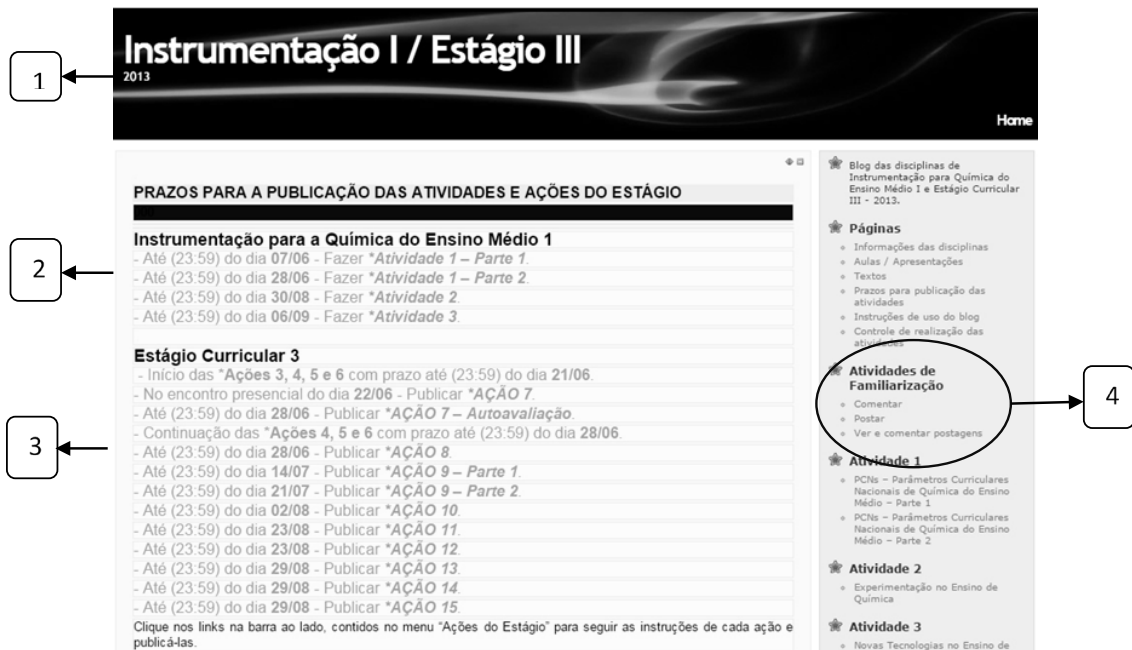 Instrumentação I / Estágio III
2013
Home
1
PRAZOS PARA A PUBLICAÇÃO DAS ATIVIDADES E AÇÕES DO ESTÁGIO
Instrumentação para a Química do Ensino Médio 1
- Até (23:59) do dia 07/06 - Fazer *Atividade 1 – Parte 1.
- Até (23:59) do dia 28/06 - Fazer *Atividade 1 – Parte 2.
- Até (23:59) do dia 30/08 - Fazer *Atividade 2.
- Até (23:59) do dia 06/09 - Fazer *Atividade 3.
2
Estágio Curricular 3
- Início das *Ações 3, 4, 5 e 6 com prazo até (23:59) do dia 21/06.
- No encontro presencial do dia 22/06 - Publicar *AÇÃO 7.
- Até (23:59) do dia 28/06 - Publicar *AÇÃO 7 – Autoavaliação.
- Continuação das *Ações 4, 5 e 6 com prazo até (23:59) do dia 28/06.
- Até (23:59) do dia 28/06 - Publicar *AÇÃO 8.
- Até (23:59) do dia 14/07 - Publicar *AÇÃO 9 – Parte 1.
- Até (23:59) do dia 21/07 - Publicar *AÇÃO 9 – Parte 2.
- Até (23:59) do dia 02/08 - Publicar *AÇÃO 10.
- Até (23:59) do dia 23/08 - Publicar *AÇÃO 11.
- Até (23:59) do dia 23/08 - Publicar *AÇÃO 12.
- Até (23:59) do dia 29/08 - Publicar *AÇÃO 13.
- Até (23:59) do dia 29/08 - Publicar *AÇÃO 14.
- Até (23:59) do dia 29/08 - Publicar *AÇÃO 15.
Clique nos links na barra ao lado, contidos no menu “Ações do Estágio” para seguir as instruções de cada ação e
publicá-las.
3
Blog das disciplinas de
Instrumentação para Química do
Ensino Médio I e Estágio Curricular
III - 2013.
Páginas
Informações das disciplinas
Aulas / Apresentações
Textos
Prazos para publicação das
atividades
Instruções de uso do blog
Controle de realização das
atividades
Atividades de
Familiarização
Comentar
Postar
Ver e comentar postagens
4
Atividade 1
PCNs – Parâmetros Curriculares
Nacionais de Química do Ensino
Médio – Parte 1
PCNs – Parâmetros Curriculares
Nacionais de Química do Ensino
Médio – Parte 2
Atividade 2
Experimentação no Ensino de
Química
Atividade 3
Novas Tecnologias no Ensino de